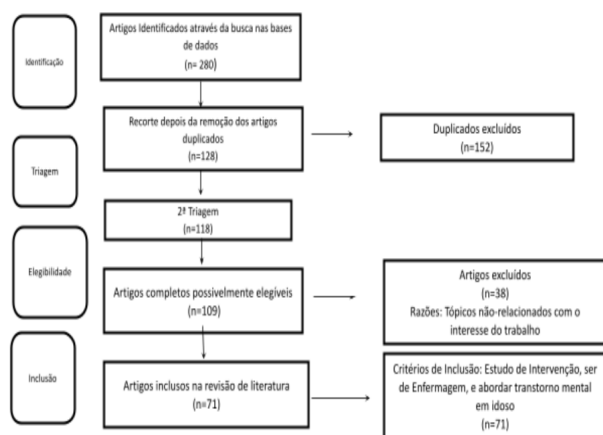 Identificação
Artigos Identificados através da busca nas bases
de dados
(n= 280)
Triagem
Recorte depois da remoção dos artigos
duplicados
(n=128)
Duplicados excluídos
(n=152)
2ª Triagem
(n=118)
Elegibilidade
Artigos completos possivelmente elegíveis
(n=109)
Artigos excluídos
(n=38)
Razões: Tópicos não-relacionados com o
interesse do trabalho
Inclusão
Artigos inclusos na revisão de literatura
(n=71)
Critérios de Inclusão: Estudo de Intervenção, ser
de Enfermagem, e abordar transtorno mental
em idoso
(n=71)